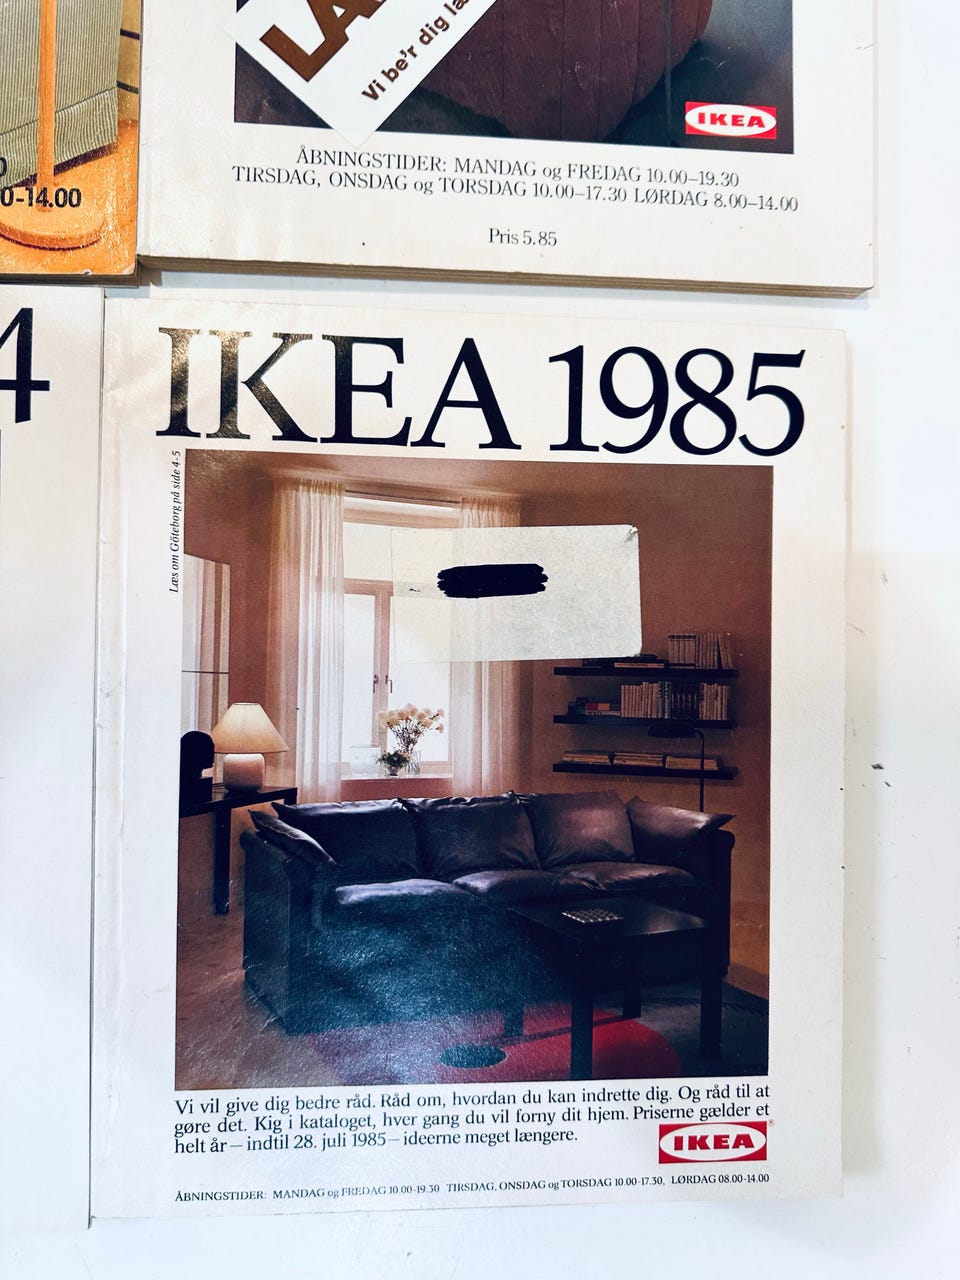 Vi be'r dig
IKEA
ÅBNINGSTIDER: MANDAG og FREDAG 10.00–19.30
TIRSDAG, ONSDAG og TORSDAG 10.00–17.30 LØRDAG 8.00–14.00
Pris 5.85
0-14.00
4
IKEA 1985
Læs om Göteborg på side 4-5
Vi vil give dig bedre råd. Råd om, hvordan du kan indrette dig. Og råd til at
gøre det. Kig i kataloget, hver gang du vil forny dit hjem. Priserne gælder et
helt år – indtil 28. juli 1985 – ideerne meget længere.
IKEA
ÅBNINGSTIDER: MANDAG og FREDAG 10.00-19.30 TIRSDAG, ONSDAG og TORSDAG 10.00-17.30, LØRDAG 08.00-14.00